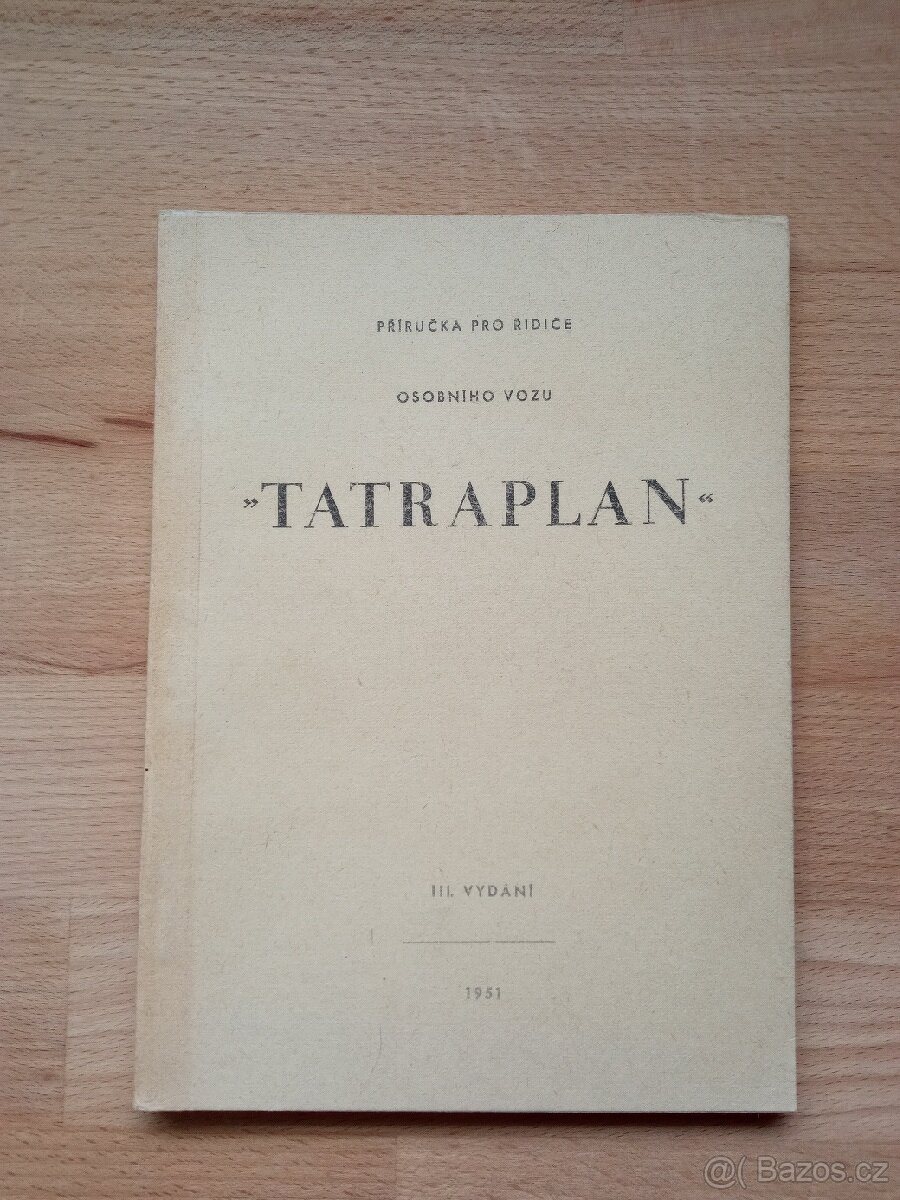 PŘÍRUČKA PRO ŘIDIČE
OSOBNÍHO VOZU
„TATRAPLAN“
III. VYDÁNÍ
1951
@( Bazos.cz